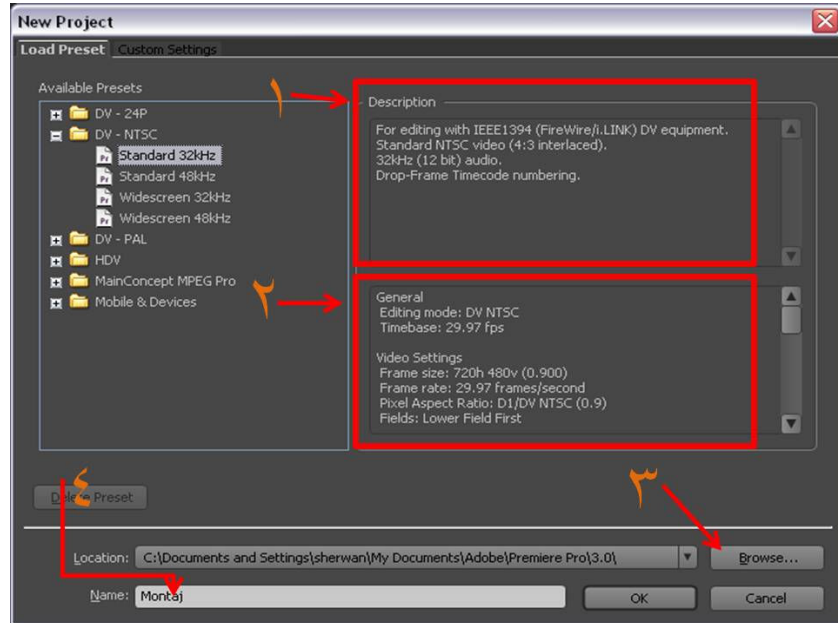 New Project
Load Preset Custom Settings
Available Presets
DV - 24P
DV - NTSC
Standard 32kHz
Standard 48kHz
Widescreen 32kHz
Widescreen 48kHz
DV - PAL
HDV
MainConcept MPEG Pro
Mobile & Devices
١
Description
For editing with IEEE1394 (FireWire/i.LINK) DV equipment.
Standard NTSC video (4:3 interlaced).
32kHz (12 bit) audio.
Drop-Frame Timecode numbering.
٢
General
Editing mode: DV NTSC
Timebase: 29.97 fps
Video Settings
Frame size: 720h 480v (0.900)
Frame rate: 29.97 frames/second
Pixel Aspect Ratio: D1/DV NTSC (0.9)
Fields: Lower Field First
٤
٣
Delete Preset
Location: C:\Documents and Settings\sherwan\My Documents\Adobe\Premiere Pro\3.0\ Browse...
Name: Montaj OK Cancel